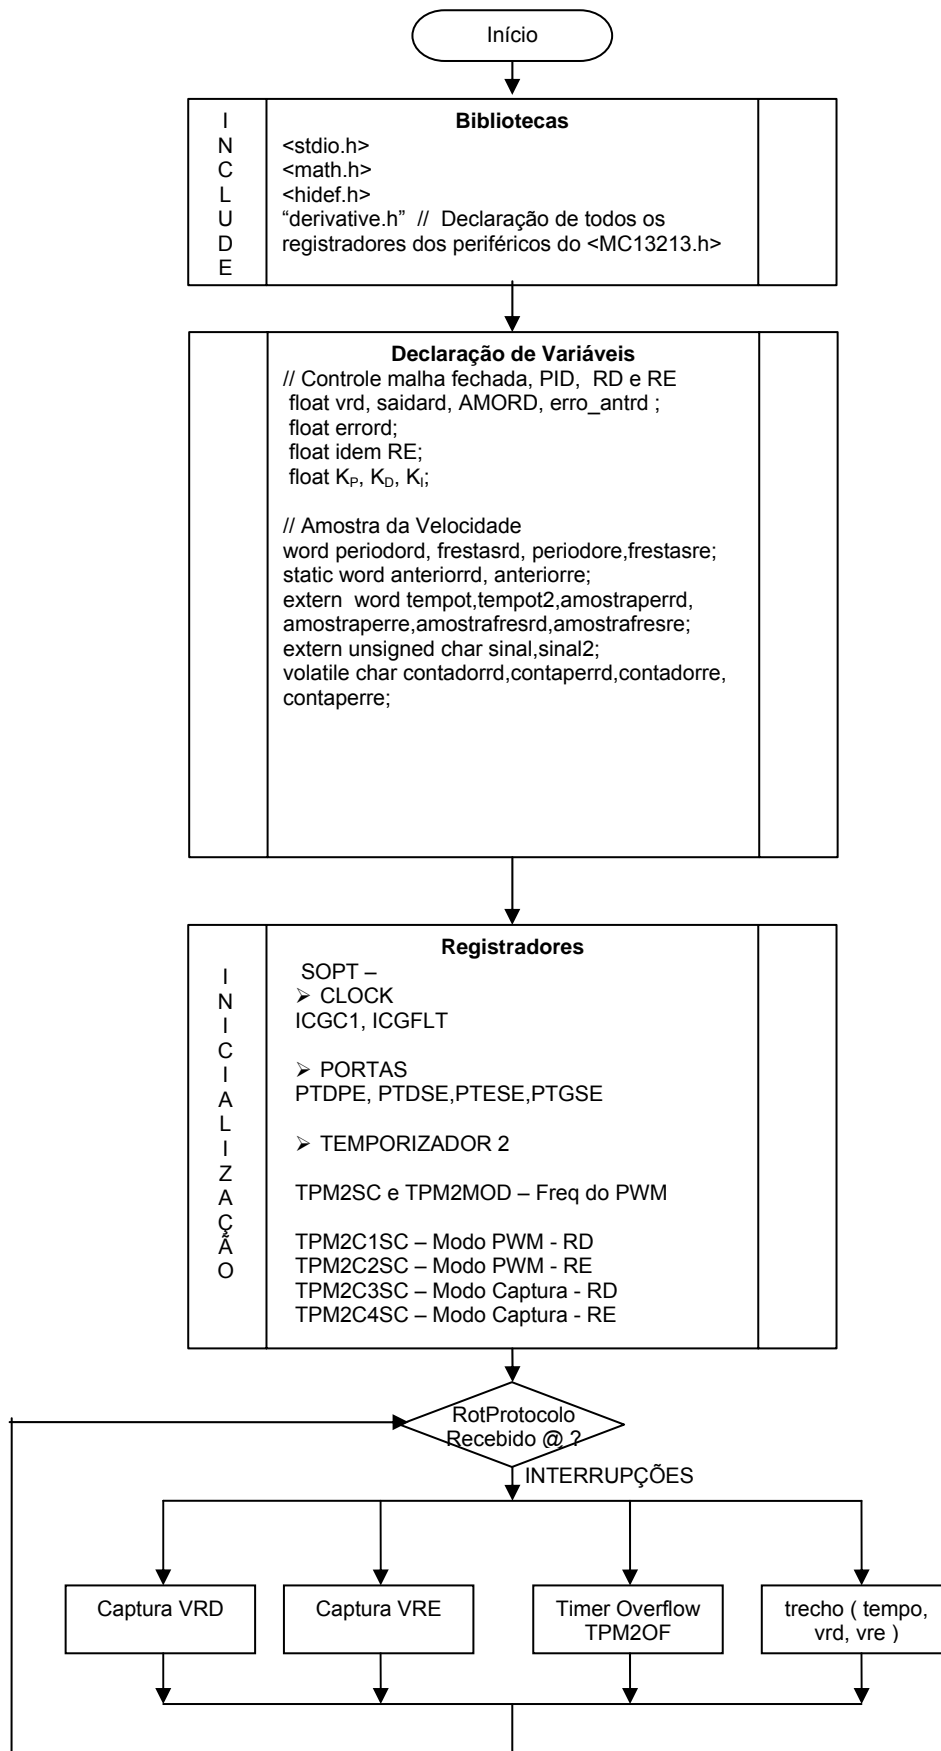 Início
I
N
C
L
U
D
E
Bibliotecas
<stdio.h>
<math.h>
<hidef.h>
“derivative.h” // Declaração de todos os
registradores dos periféricos do <MC13213.h>
Declaração de Variáveis
// Controle malha fechada, PID, RD e RE
float vrd, saidard, AMORD, erro_antrd ;
float errord;
float idem RE;
float KP, KD, KI;
// Amostra da Velocidade
word periodord, frestasrd, periodore,frestasre;
static word anteriorrd, anteriorre;
extern word tempot,tempot2,amostraperrd,
amostraperre,amostrafresrd,amostrafresre;
extern unsigned char sinal,sinal2;
volatile char contadorrd,contaperrd,contadorre,
contaperre;
I
N
I
C
I
A
L
I
Z
A
Ç
Ã
O
Registradores
SOPT –
➢ CLOCK
ICGC1, ICGFLT
➢ PORTAS
PTDPE, PTDSE,PTESE,PTGSE
➢ TEMPORIZADOR 2
TPM2SC e TPM2MOD – Freq do PWM
TPM2C1SC – Modo PWM - RD
TPM2C2SC – Modo PWM - RE
TPM2C3SC – Modo Captura - RD
TPM2C4SC – Modo Captura - RE
RotProtocolo
Recebido @ ?
INTERRUPÇÕES
Captura VRD
Captura VRE
Timer Overflow
TPM2OF
trecho ( tempo,
vrd, vre )